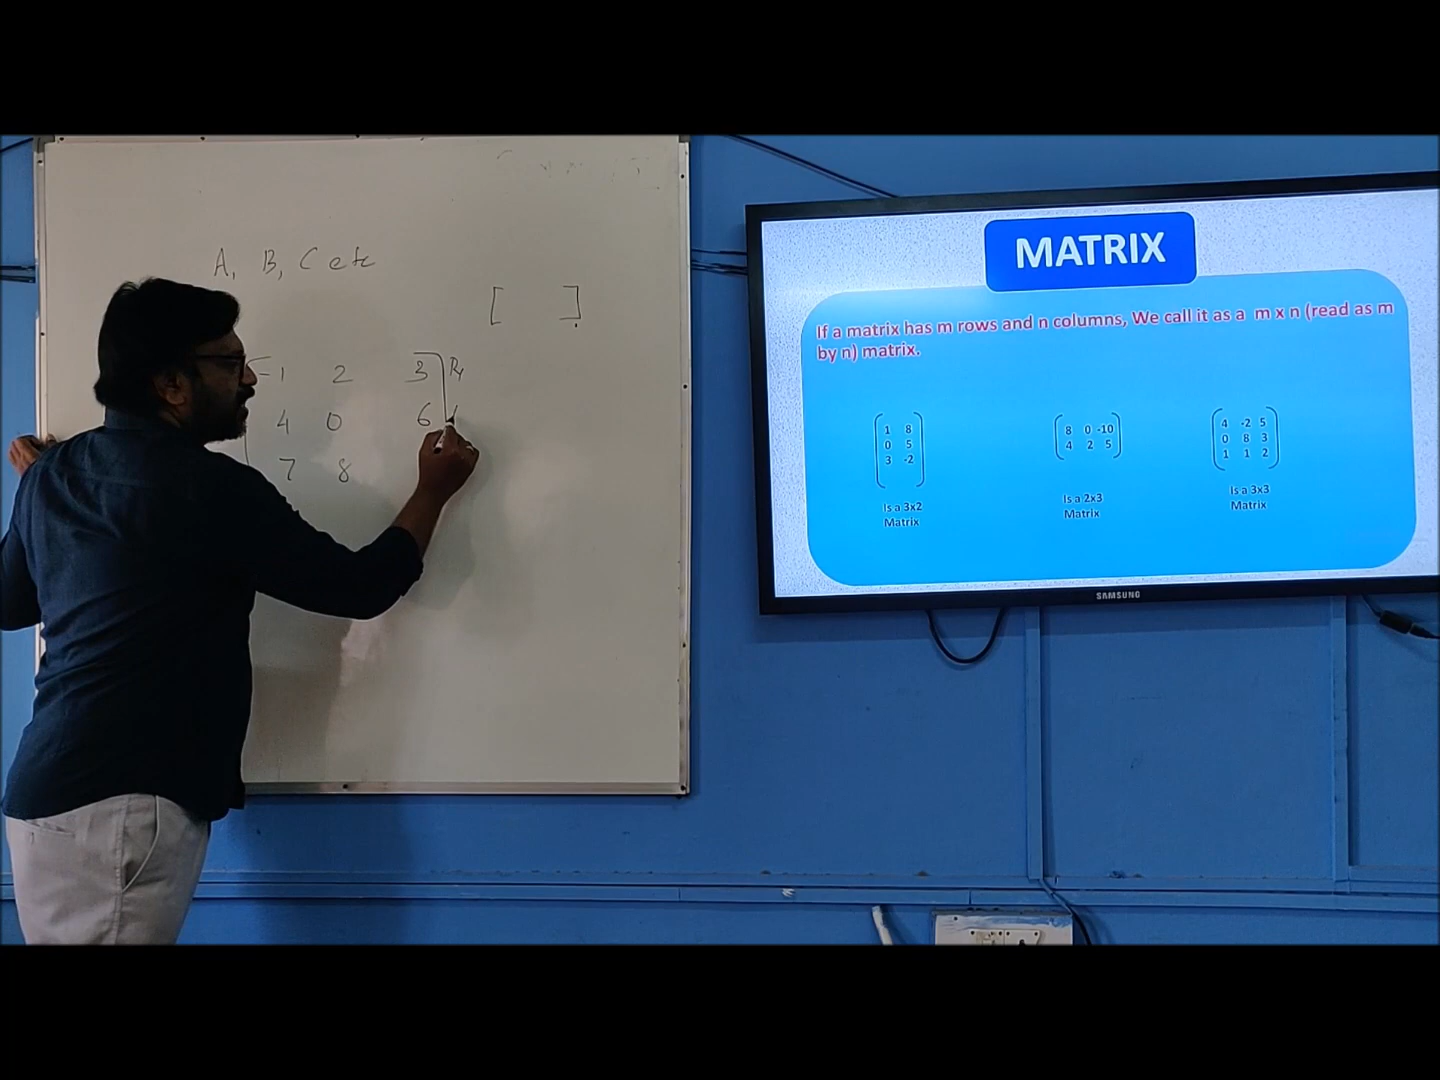 A, B, C etc
[ ]
-1 2 3 R1
4 0 6
7 8
MATRIX
If a matrix has m rows and n columns, We call it as a m x n (read as m
by n) matrix.
1 8
0 5
3 -2
Is a 3x2
Matrix
8 0 -10
4 2 5
Is a 2x3
Matrix
4 -2 5
0 8 3
1 1 2
Is a 3x3
Matrix
SAMSUNG